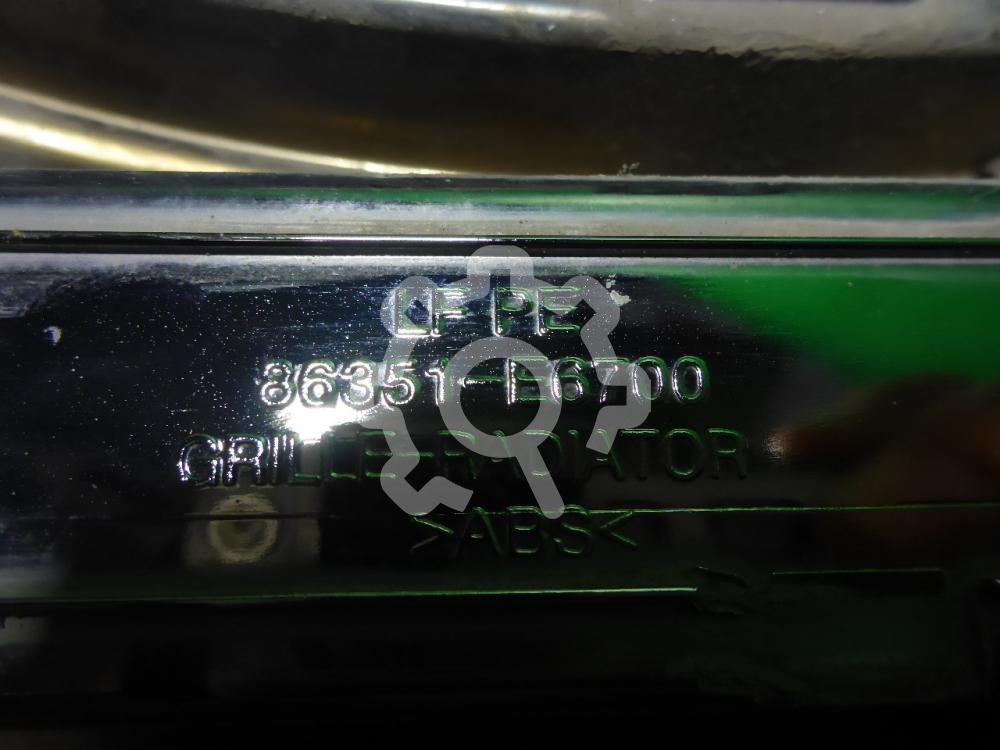 LF PE
86351-E6700
GRILLE-RADIATOR
>ABS<